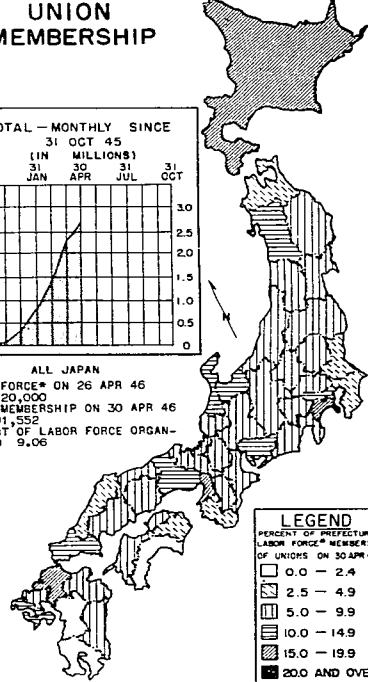 UNION
MEMBERSHIP
TOTAL — MONTHLY SINCE
31 OCT 45
(IN MILLIONS)
31 30 31 31
JAN APR JUL OCT
3.0
2.5
2.0
1.5
1.0
0.5
0
N
ALL JAPAN
FORCE* ON 26 APR 46
20,000
MEMBERSHIP ON 30 APR 46
1,552
OF LABOR FORCE ORGAN-
9.06
LEGEND
PERCENT OF PREFECTUR
LABOR FORCE* MEMBER
OF UNIONS ON 30 APR
0.0 — 2.4
2.5 — 4.9
5.0 — 9.9
10.0 — 14.9
15.0 — 19.9
20.0 AND OVE